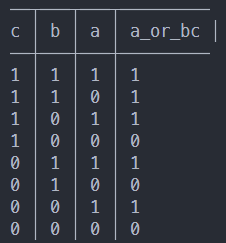 c b a a_or_bc
1 1 1 1
1 1 0 1
1 0 1 1
1 0 0 0
0 1 1 1
0 1 0 0
0 0 1 1
0 0 0 0